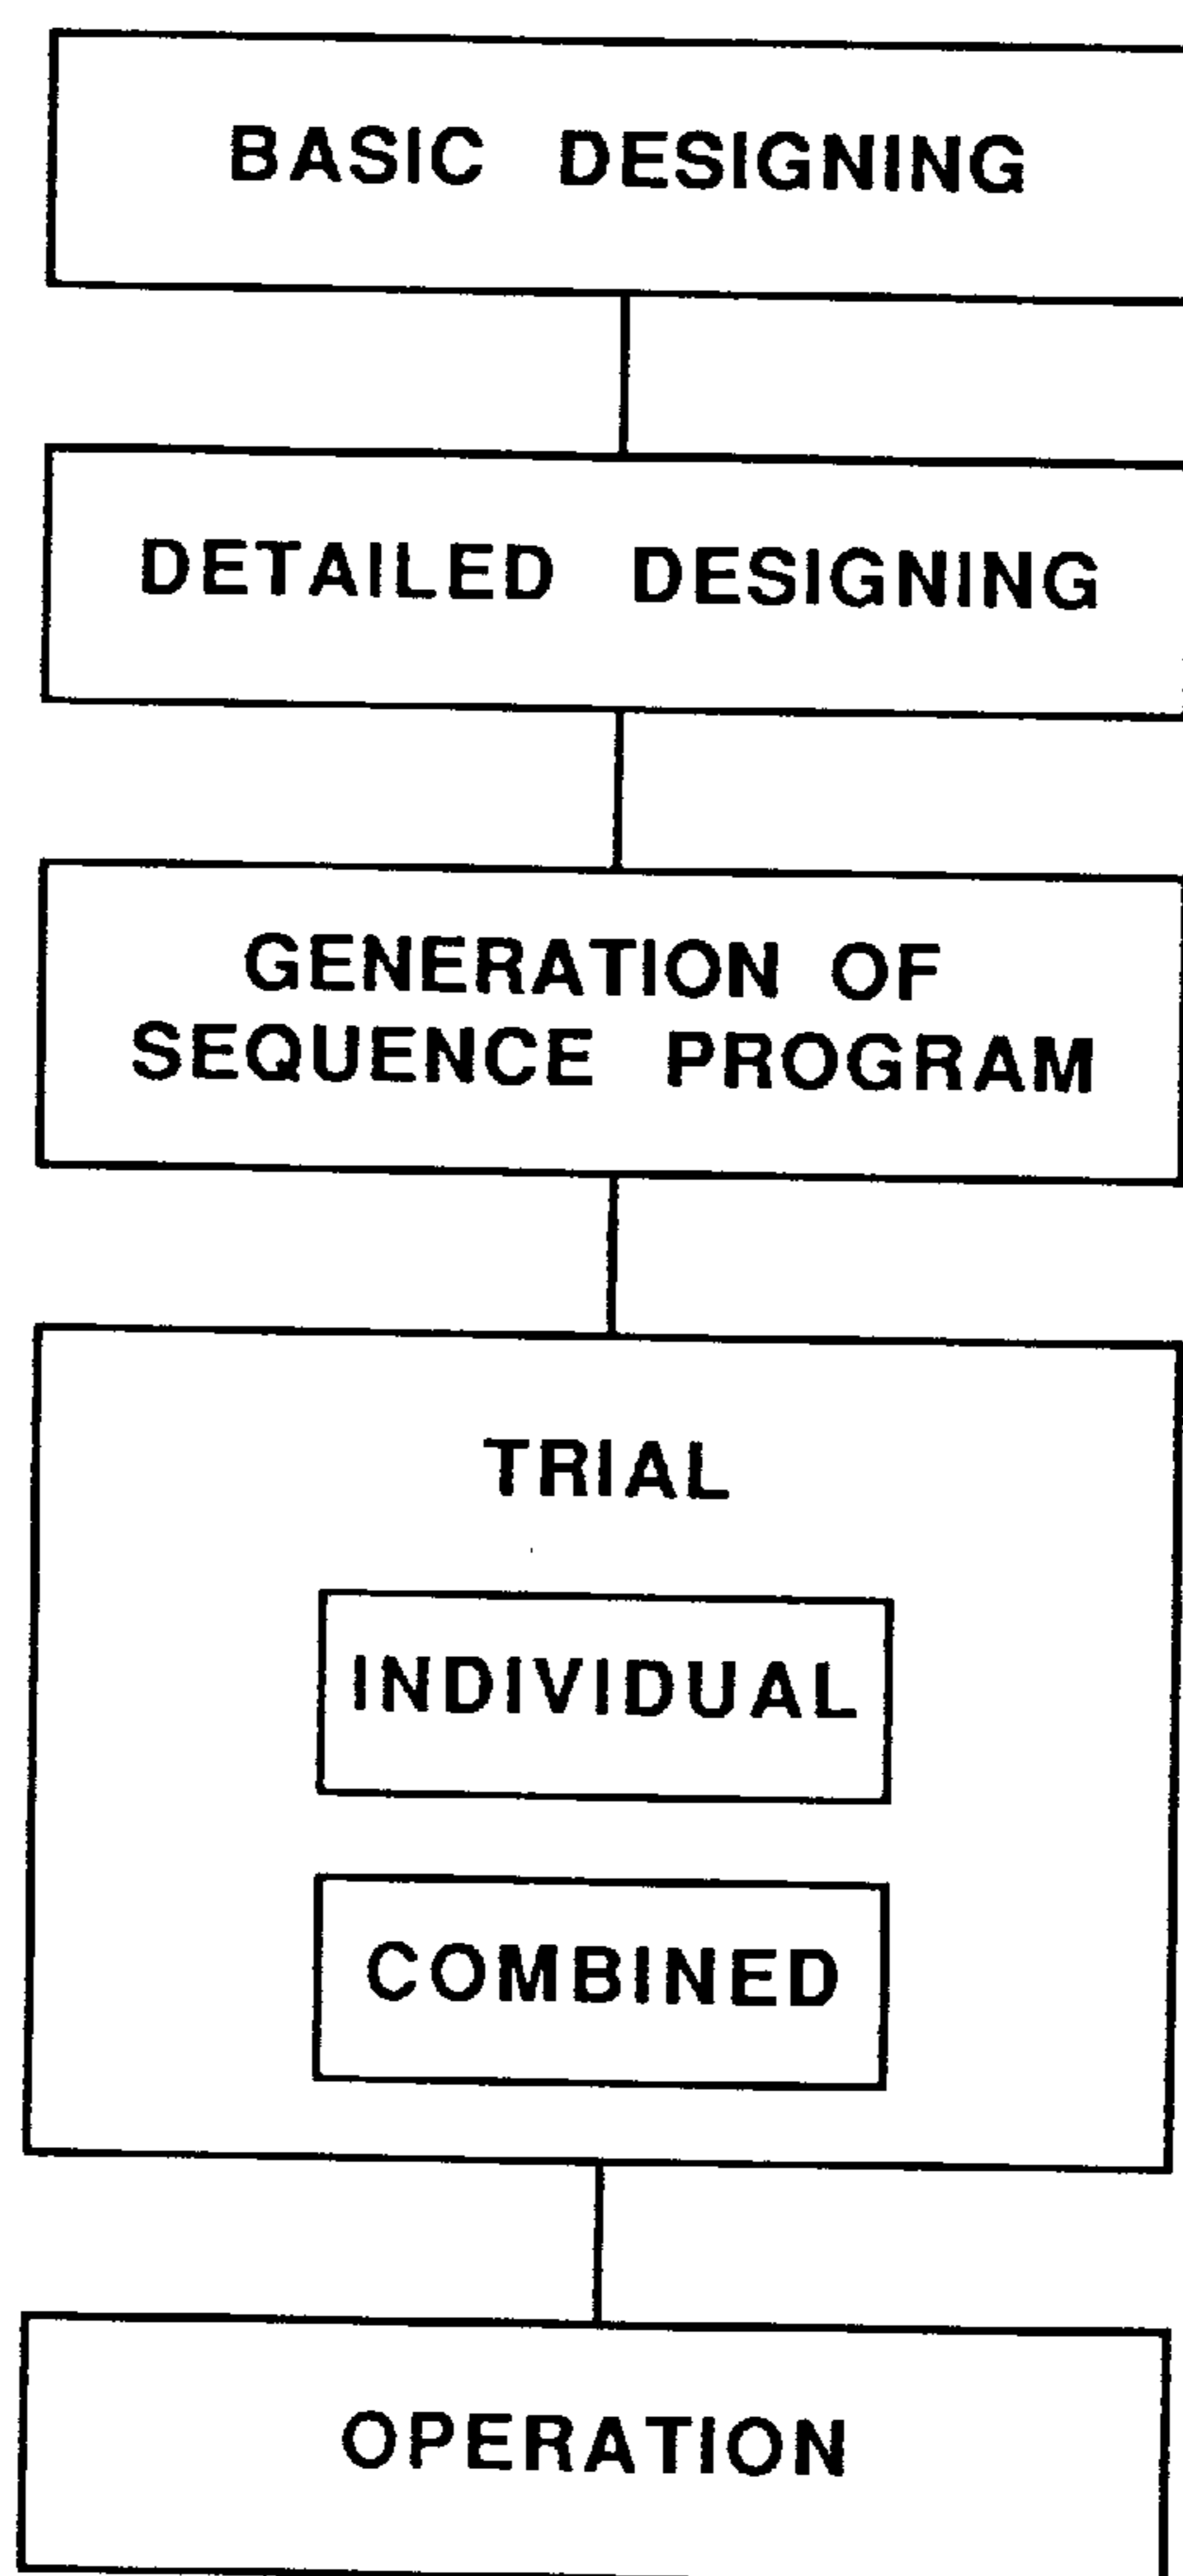 BASIC DESIGNING
DETAILED DESIGNING
GENERATION OF
SEQUENCE PROGRAM
TRIAL
INDIVIDUAL
COMBINED
OPERATION